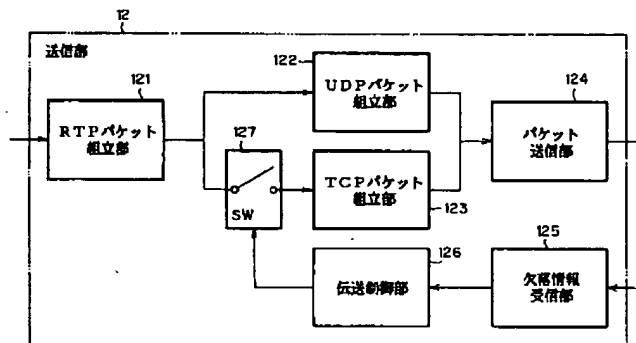 12
送信部
121
RTPパケット
組立部
122
UDPパケット
組立部
127
SW
TCPパケット
組立部
123
124
パケット
送信部
125
欠落情報
受信部
126
伝送制御部